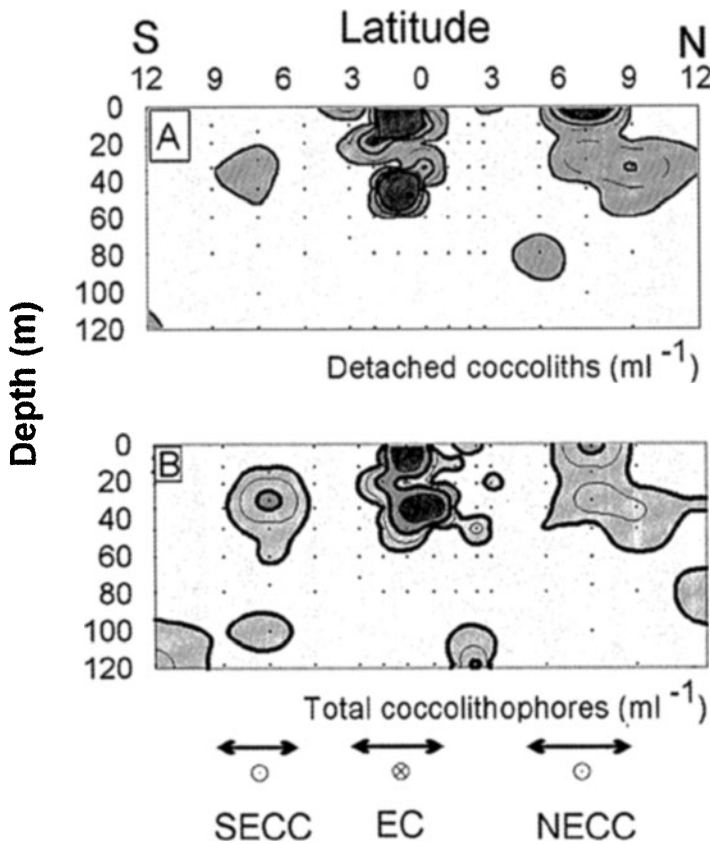 S Latitude N
12 9 6 3 0 3 6 9 12
0
A
20
40
60
80
100
120
Detached coccoliths (ml -1)
Depth (m)
0
B
20
40
60
80
100
120
Total coccolithophores (ml -1)
SECC EC NECC